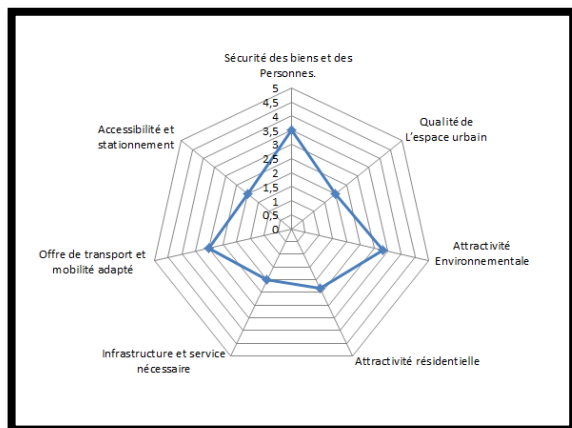 Sécurité des biens et des
Personnes.
5
4,5
4
3,5
3
2,5
2
1,5
1
0,5
0
Qualité de
L’espace urbain
Attractivité
Environnementale
Attractivité résidentielle
Infrastructure et service
nécessaire
Offre de transport et
mobilité adapté
Accessibilité et
stationnement